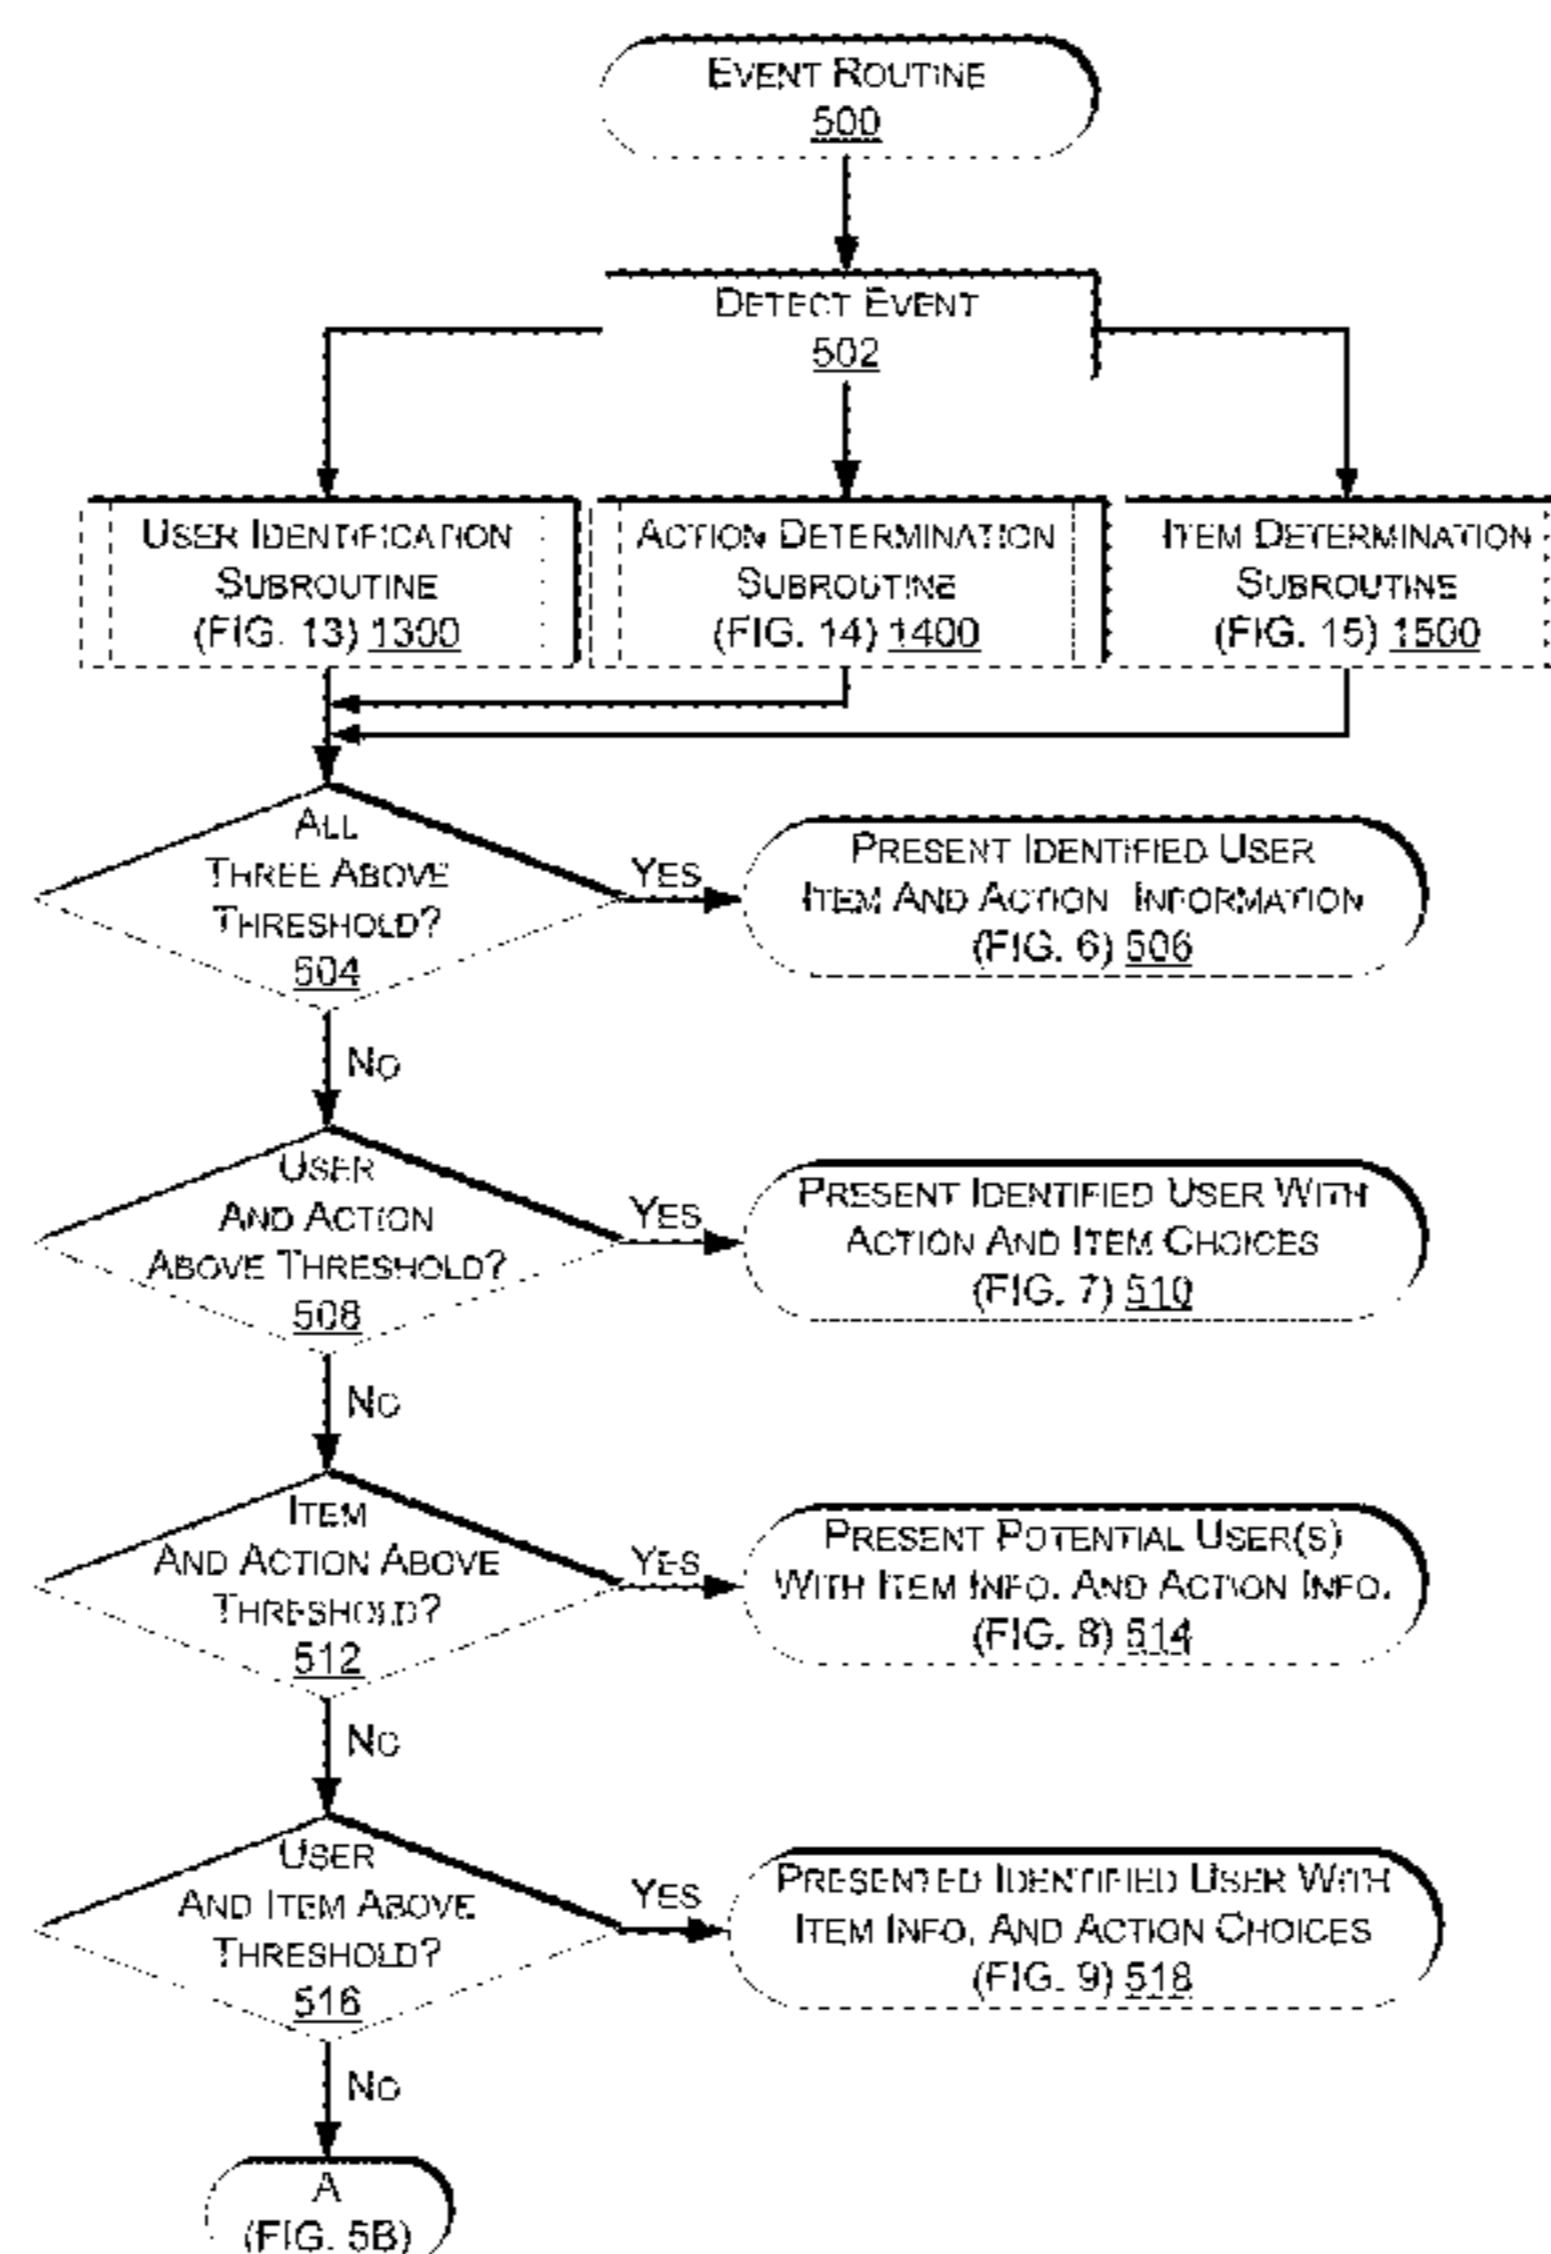 EVENT ROUTINE
500
DETECT EVENT
502
USER IDENTIFICATION
SUBROUTINE
(FIG. 13) 1300
ACTION DETERMINATION
SUBROUTINE
(FIG. 14) 1400
ITEM DETERMINATION
SUBROUTINE
(FIG. 15) 1500
ALL
THREE ABOVE
THRESHOLD?
504
YES
PRESENT IDENTIFIED USER
ITEM AND ACTION INFORMATION
(FIG. 6) 506
NO
USER
AND ACTION
ABOVE THRESHOLD?
508
YES
PRESENT IDENTIFIED USER WITH
ACTION AND ITEM CHOICES
(FIG. 7) 510
NO
ITEM
AND ACTION ABOVE
THRESHOLD?
512
YES
PRESENT POTENTIAL USER(S)
WITH ITEM INFO. AND ACTION INFO.
(FIG. 8) 514
NO
USER
AND ITEM ABOVE
THRESHOLD?
516
YES
PRESENTED IDENTIFIED USER WITH
ITEM INFO. AND ACTION CHOICES
(FIG. 9) 518
NO
A
(FIG. 5B)